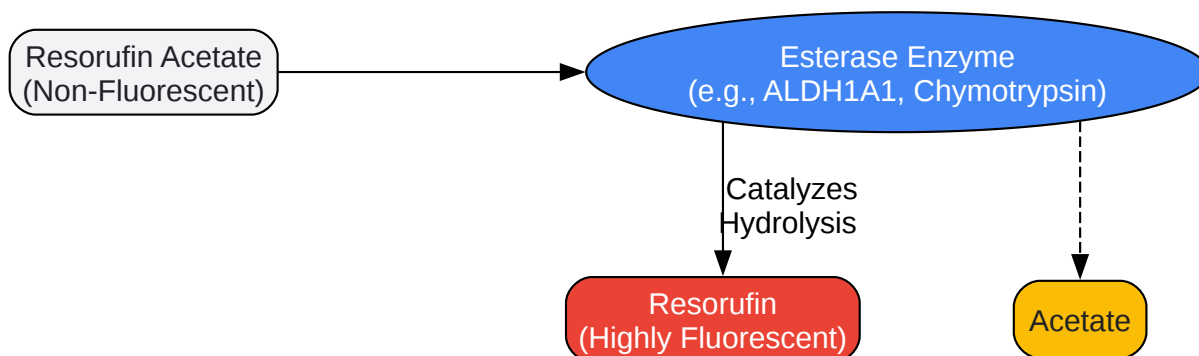 Resorufin Acetate
(Non-Fluorescent)
Esterase Enzyme
(e.g., ALDH1A1, Chymotrypsin)
Catalyzes
Hydrolysis
Resorufin
(Highly Fluorescent)
Acetate